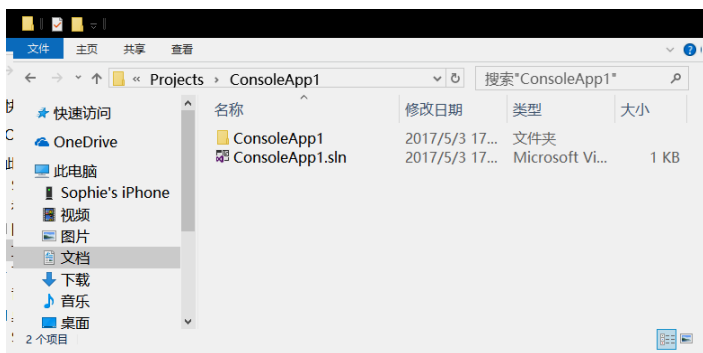 文件 主页 共享 查看
« Projects › ConsoleApp1 搜索"ConsoleApp1"
名称 修改日期 类型 大小
快速访问
OneDrive
此电脑
Sophie's iPhone
视频
图片
文档
下载
音乐
桌面
ConsoleApp1 2017/5/3 17... 文件夹
ConsoleApp1.sln 2017/5/3 17... Microsoft Vi... 1 KB
2 个项目